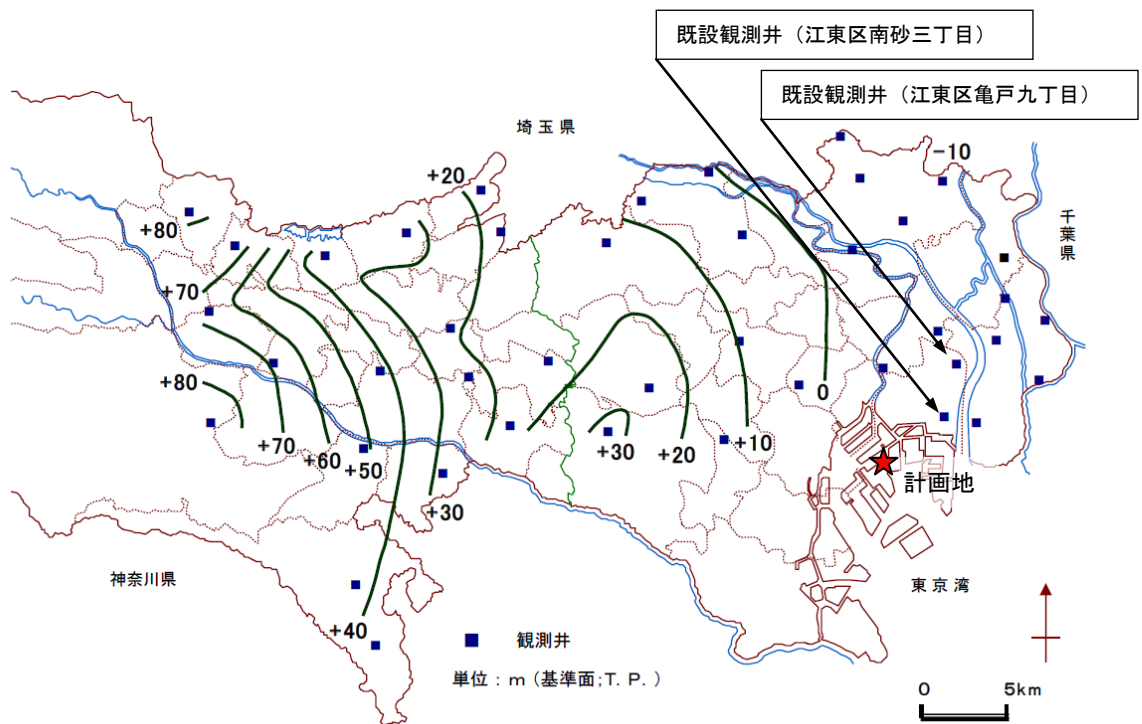 既設観測井（江東区南砂三丁目）
既設観測井（江東区亀戸九丁目）
埼玉県
-10
+20
千葉県
+80
+70
+80
0
+70
+60
+50
+30
+20
+10
+30
計画地
神奈川県
東京湾
+40
観測井
単位：m（基準面;T.P.）
0 5km